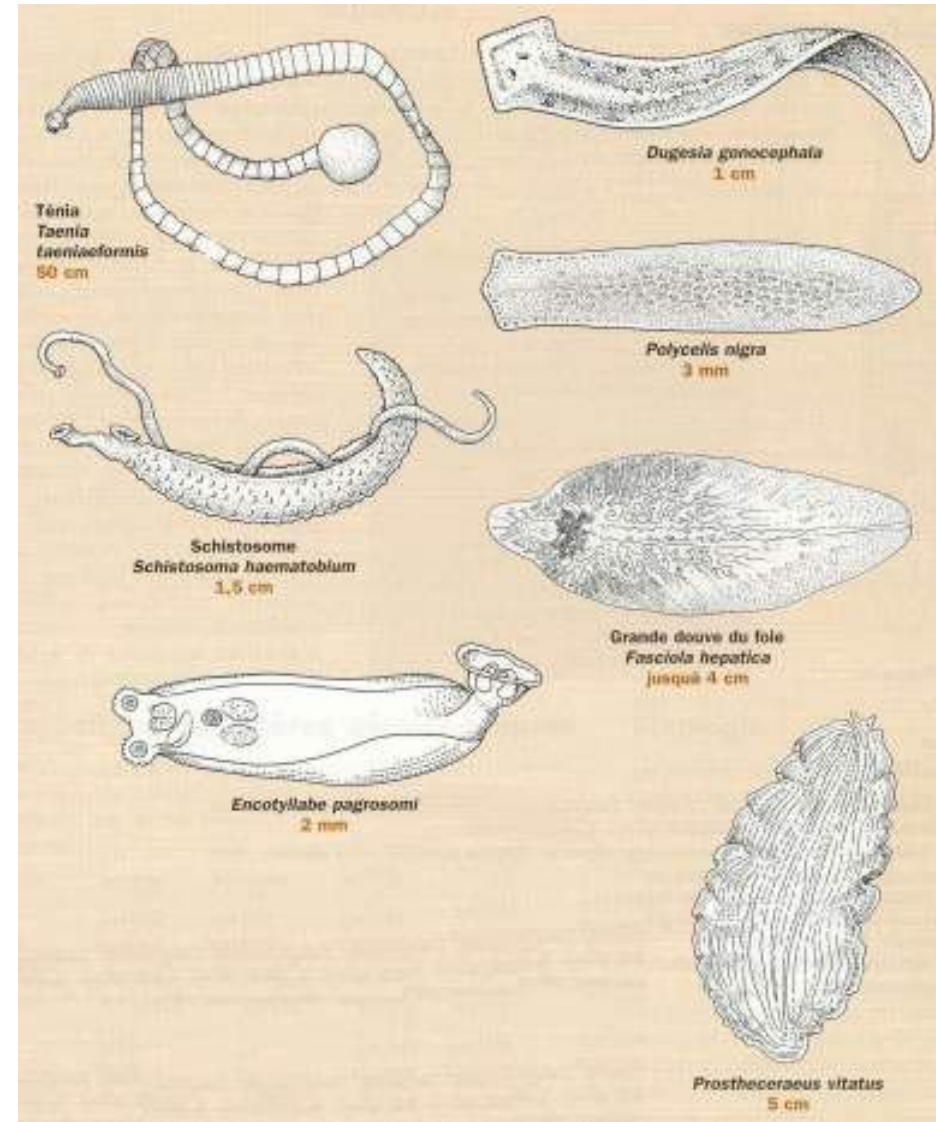 Ténia
Taenia
taeniaeformis
50 cm
Dugesia gonocephala
1 cm
Polycelis nigra
3 mm
Schistosome
Schistosoma haematobium
1,5 cm
Grande douve du foie
Fasciola hepatica
jusquà 4 cm
Encotyllabe pagrosomi
2 mm
Prostheceraeus vitatus
5 cm